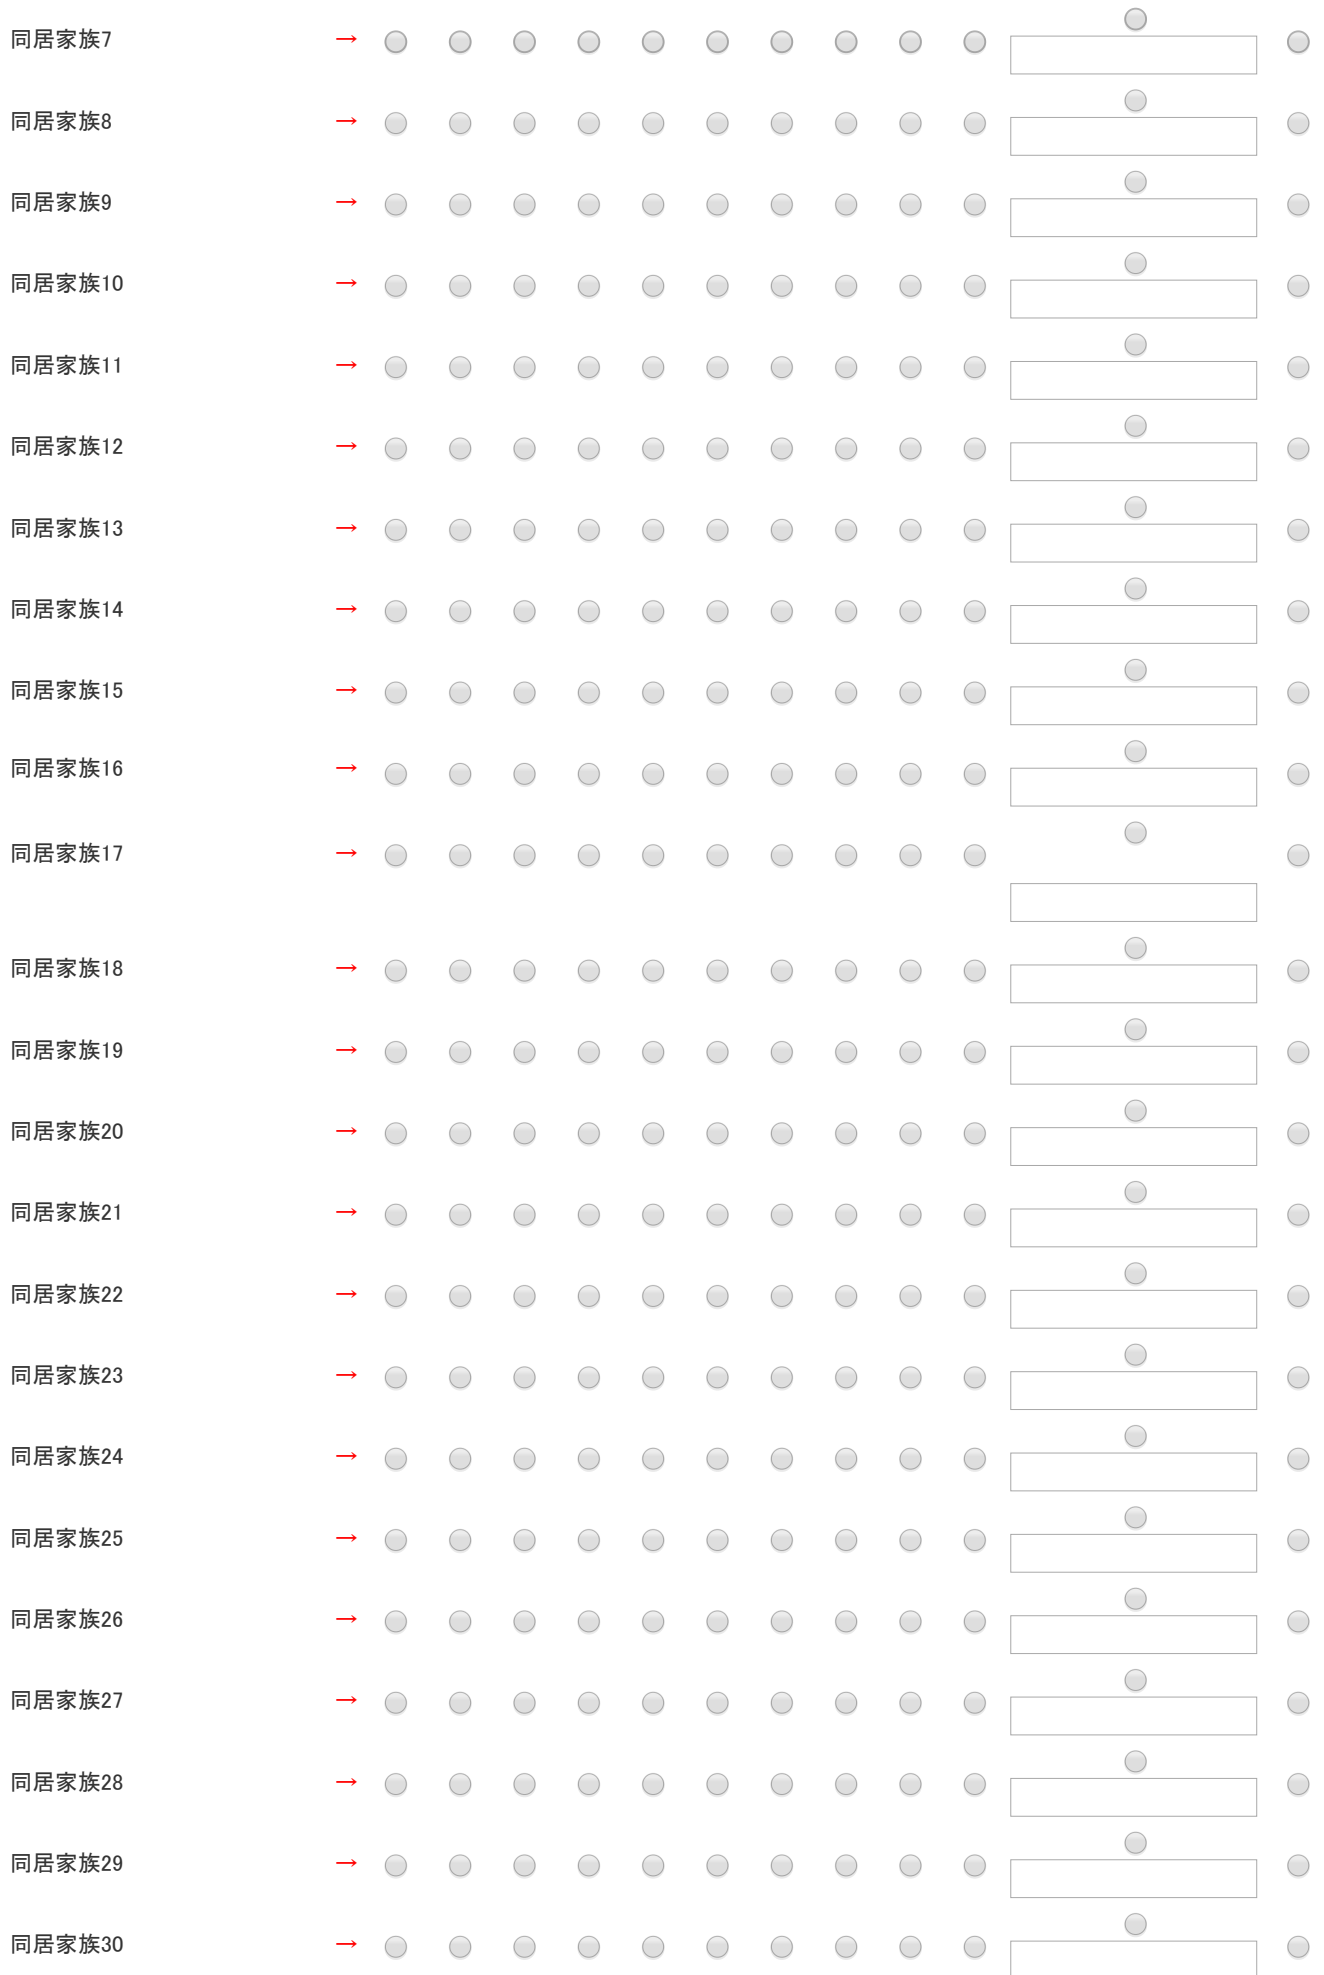 同居家族7 →
同居家族8 →
同居家族9 →
同居家族10 →
同居家族11 →
同居家族12 →
同居家族13 →
同居家族14 →
同居家族15 →
同居家族16 →
同居家族17 →
同居家族18 →
同居家族19 →
同居家族20 →
同居家族21 →
同居家族22 →
同居家族23 →
同居家族24 →
同居家族25 →
同居家族26 →
同居家族27 →
同居家族28 →
同居家族29 →
同居家族30 →